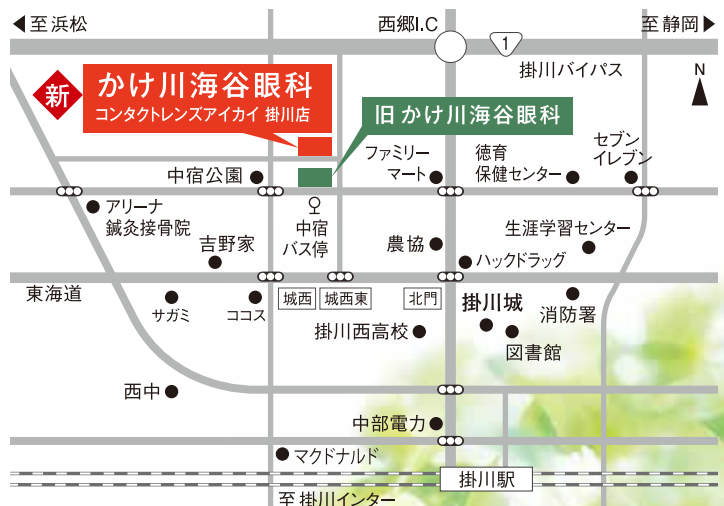 至浜松
西郷I.C
至静岡
1
掛川バイパス
N
新
かけ川海谷眼科
コンタクトレンズアイカイ 掛川店
旧かけ川海谷眼科
中宿公園
ファミリー
マート
徳育
保健センター
セブン
イレブン
アリーナ
鍼灸接骨院
中宿
バス停
吉野家
農協
生涯学習センター
ハックドラッグ
東海道
サガミ
ココス
城西
城西東
北門
掛川城
消防署
掛川西高校
図書館
西中
中部電力
マクドナルド
掛川駅
至掛川インター